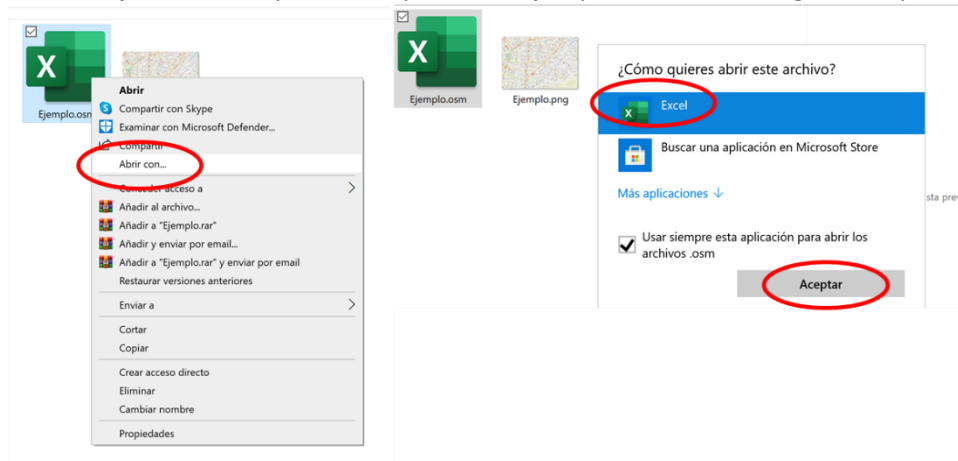 Ejemplo.osm
Abrir
Compartir con Skype
Examinar con Microsoft Defender...
Compartir
Abrir con...
Conceder acceso a
Añadir al archivo...
Añadir a "Ejemplo.rar"
Añadir y enviar por email...
Añadir a "Ejemplo.rar" y enviar por email
Restaurar versiones anteriores
Enviar a
Cortar
Copiar
Crear acceso directo
Eliminar
Cambiar nombre
Propiedades
Ejemplo.osm
Ejemplo.png
¿Cómo quieres abrir este archivo?
Excel
Buscar una aplicación en Microsoft Store
Más aplicaciones
Usar siempre esta aplicación para abrir los
archivos .osm
Aceptar
sta pre